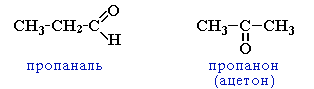 CH₃-CH₂-C
O
H
пропаналь
CH₃-C-CH₃
O
пропанон
(ацетон)